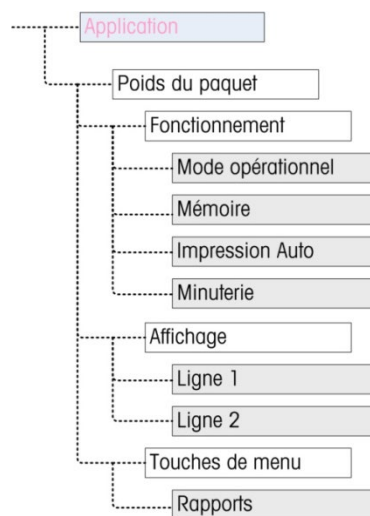 Application
Poids du paquet
Fonctionnement
Mode opérationnel
Mémoire
Impression Auto
Minuterie
Affichage
Ligne 1
Ligne 2
Touches de menu
Rapports